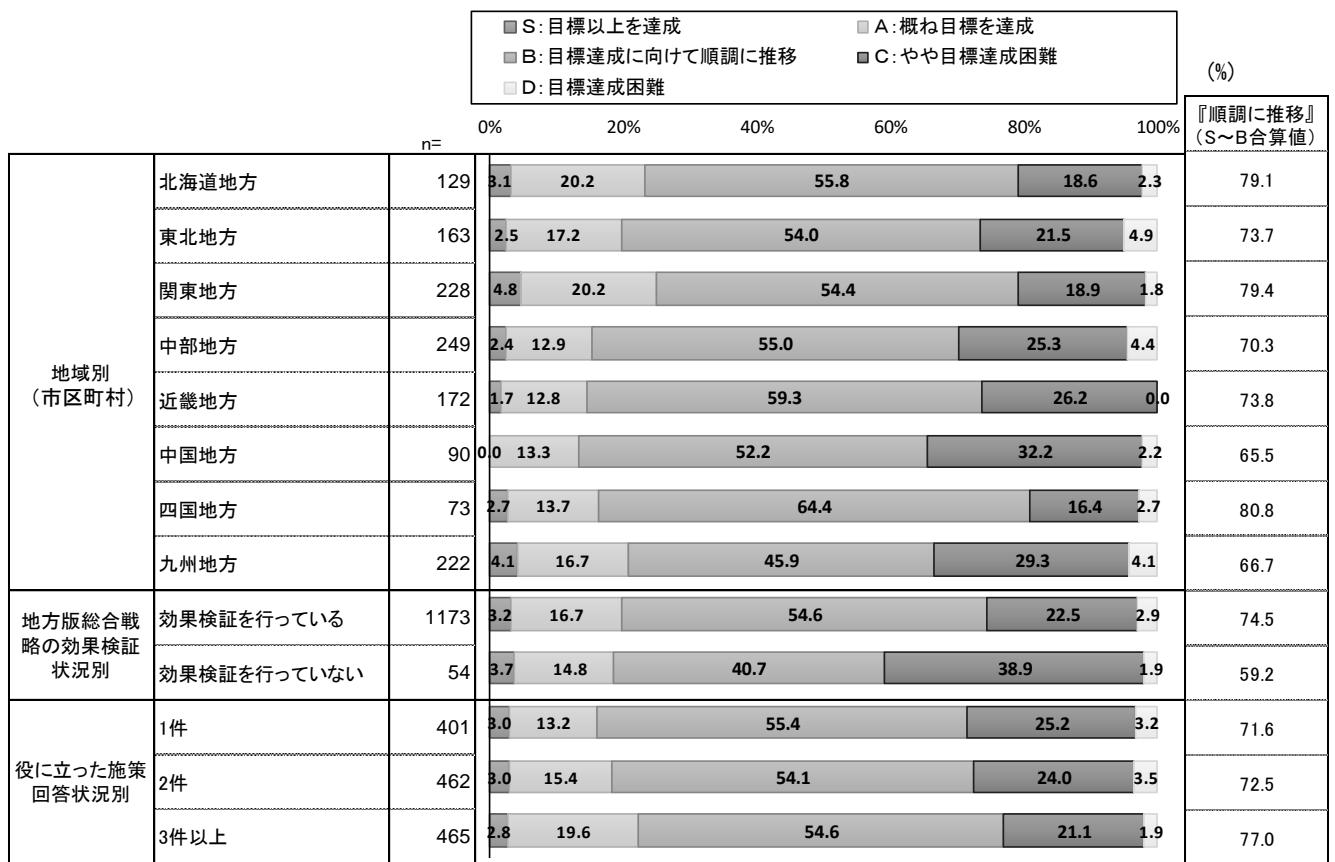 S:目標以上を達成 A:概ね目標を達成
B:目標達成に向けて順調に推移 C:やや目標達成困難
D:目標達成困難
(%)
『順調に推移』
(S～B合算値)
n= 0% 20% 40% 60% 80% 100%
地域別
(市区町村)
北海道地方 129 3.1 20.2 55.8 18.6 2.3 79.1
東北地方 163 2.5 17.2 54.0 21.5 4.9 73.7
関東地方 228 4.8 20.2 54.4 18.9 1.8 79.4
中部地方 249 2.4 12.9 55.0 25.3 4.4 70.3
近畿地方 172 1.7 12.8 59.3 26.2 0.0 73.8
中国地方 90 0.0 13.3 52.2 32.2 2.2 65.5
四国地方 73 2.7 13.7 64.4 16.4 2.7 80.8
九州地方 222 4.1 16.7 45.9 29.3 4.1 66.7
地方版総合戦
略の効果検証
状況別
効果検証を行っている 1173 3.2 16.7 54.6 22.5 2.9 74.5
効果検証を行っていない 54 3.7 14.8 40.7 38.9 1.9 59.2
役に立った施策
回答状況別
1件 401 3.0 13.2 55.4 25.2 3.2 71.6
2件 462 3.0 15.4 54.1 24.0 3.5 72.5
3件以上 465 2.8 19.6 54.6 21.1 1.9 77.0